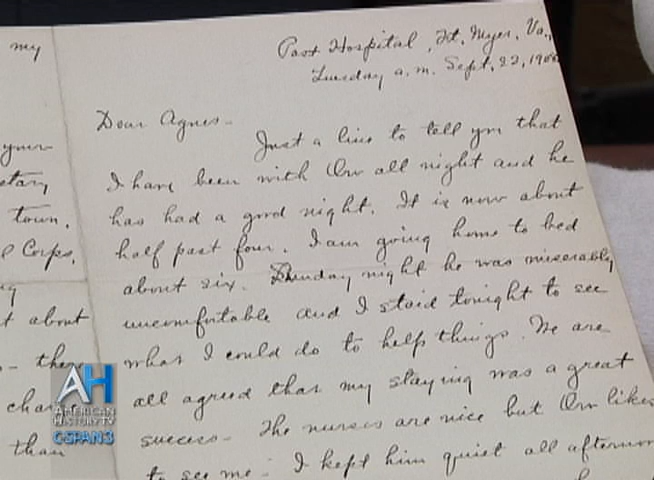 my
your
town.
Corps.
t about
then
than
Post Hospital, Ft. Myer, Va.,
Tuesday a.m. Sept. 22, 1908
Dear Agnes-
Just a line to tell you that
I have been with Orv all night and he
has had a good night. It is now about
half past four. I am going home to bed
about six. Sunday night he was miserably
uncomfortable and I staid tonight to see
what I could do to help things. We are
all agreed that my staying was a great
success- The nurses are nice but Orv likes
to see me- I kept him quiet all afternoon
AH
AMERICAN
HISTORY TV
CSPAN3